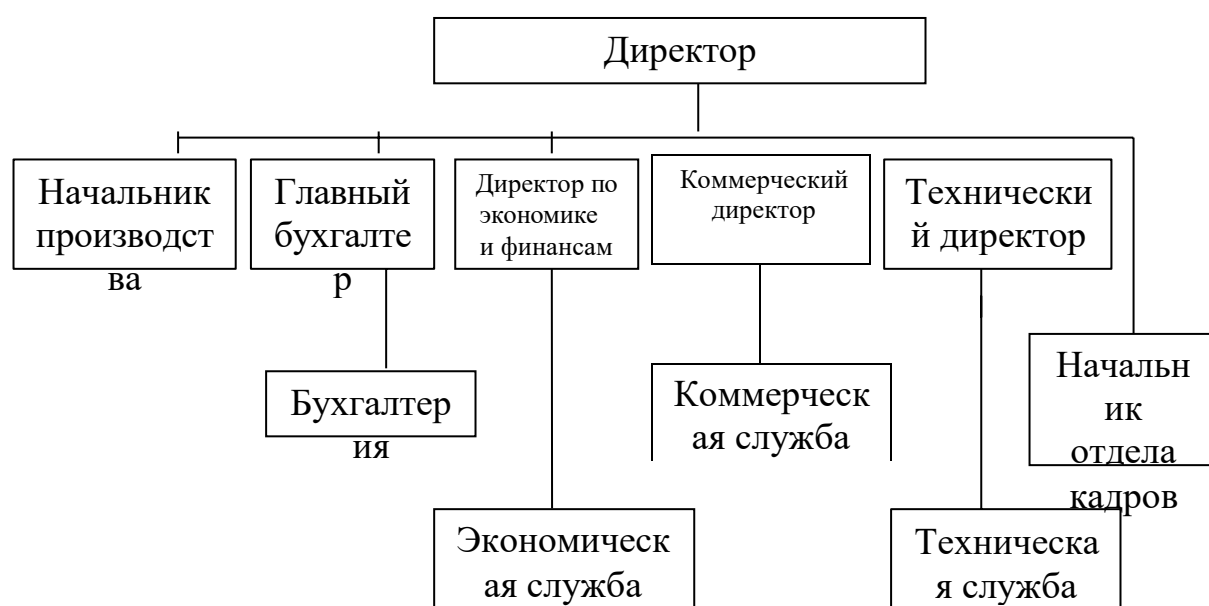 Директор
Начальник
производст
ва
Главный
бухгалте
р
Директор по
экономике
и финансам
Коммерческий
директор
Технически
й директор
Бухгалтер
ия
Коммерческ
ая служба
Начальн
ик
отдела
кадров
Экономическ
ая служба
Техническа
я служба